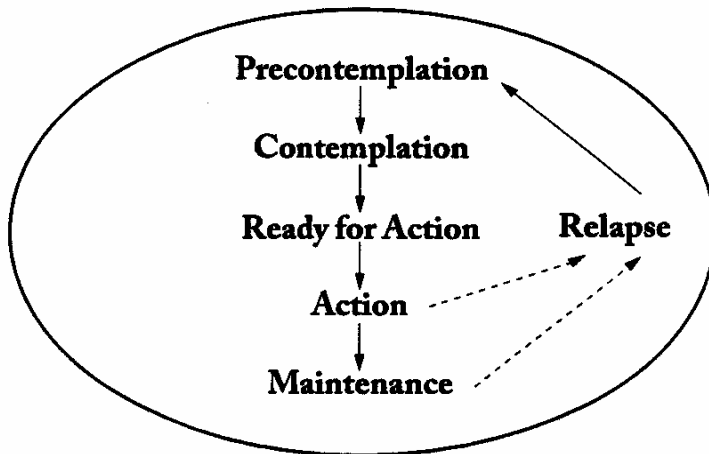 Precontemplation
Contemplation
Ready for Action
Relapse
Action
Maintenance